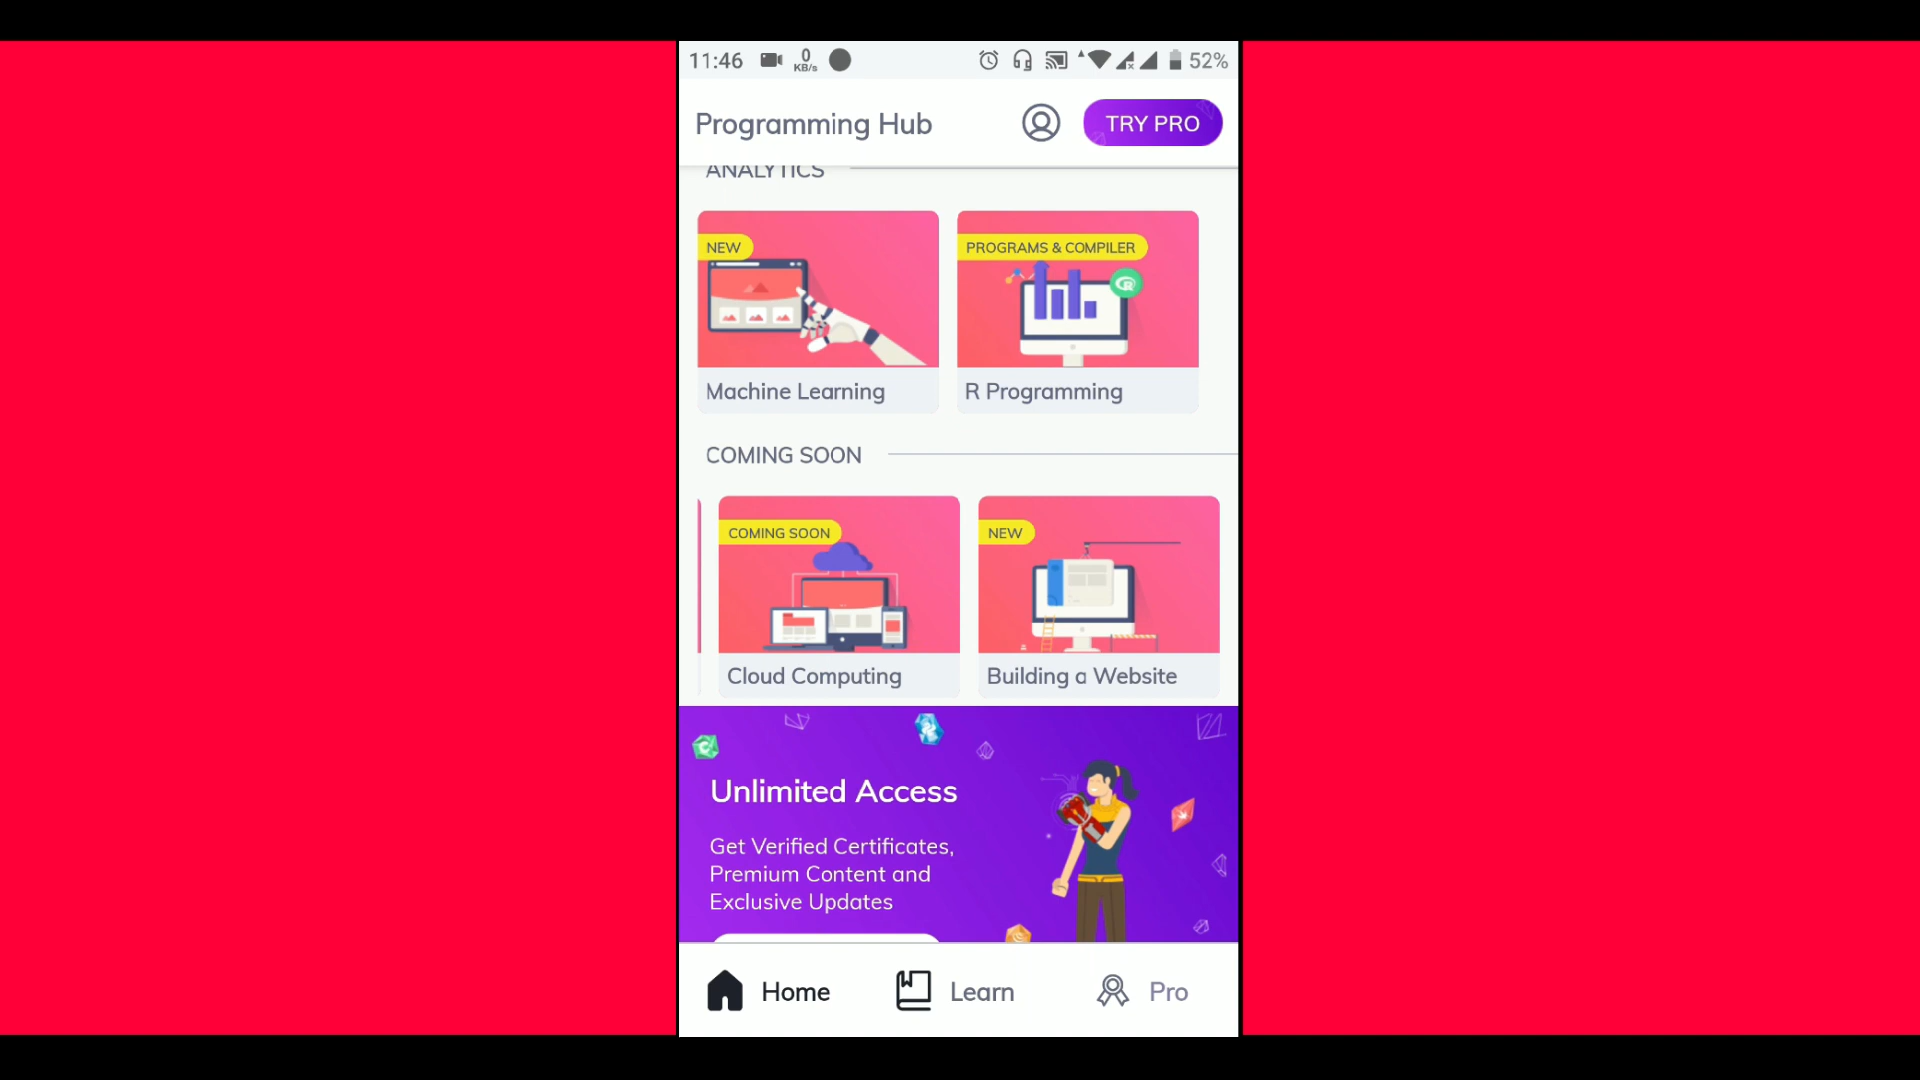 11:46 0 KB/s 52%
Programming Hub TRY PRO
ANALYTICS
NEW PROGRAMS & COMPILER
R
Machine Learning R Programming
COMING SOON
COMING SOON NEW
Cloud Computing Building a Website
Unlimited Access
Get Verified Certificates,
Premium Content and
Exclusive Updates
Home Learn Pro